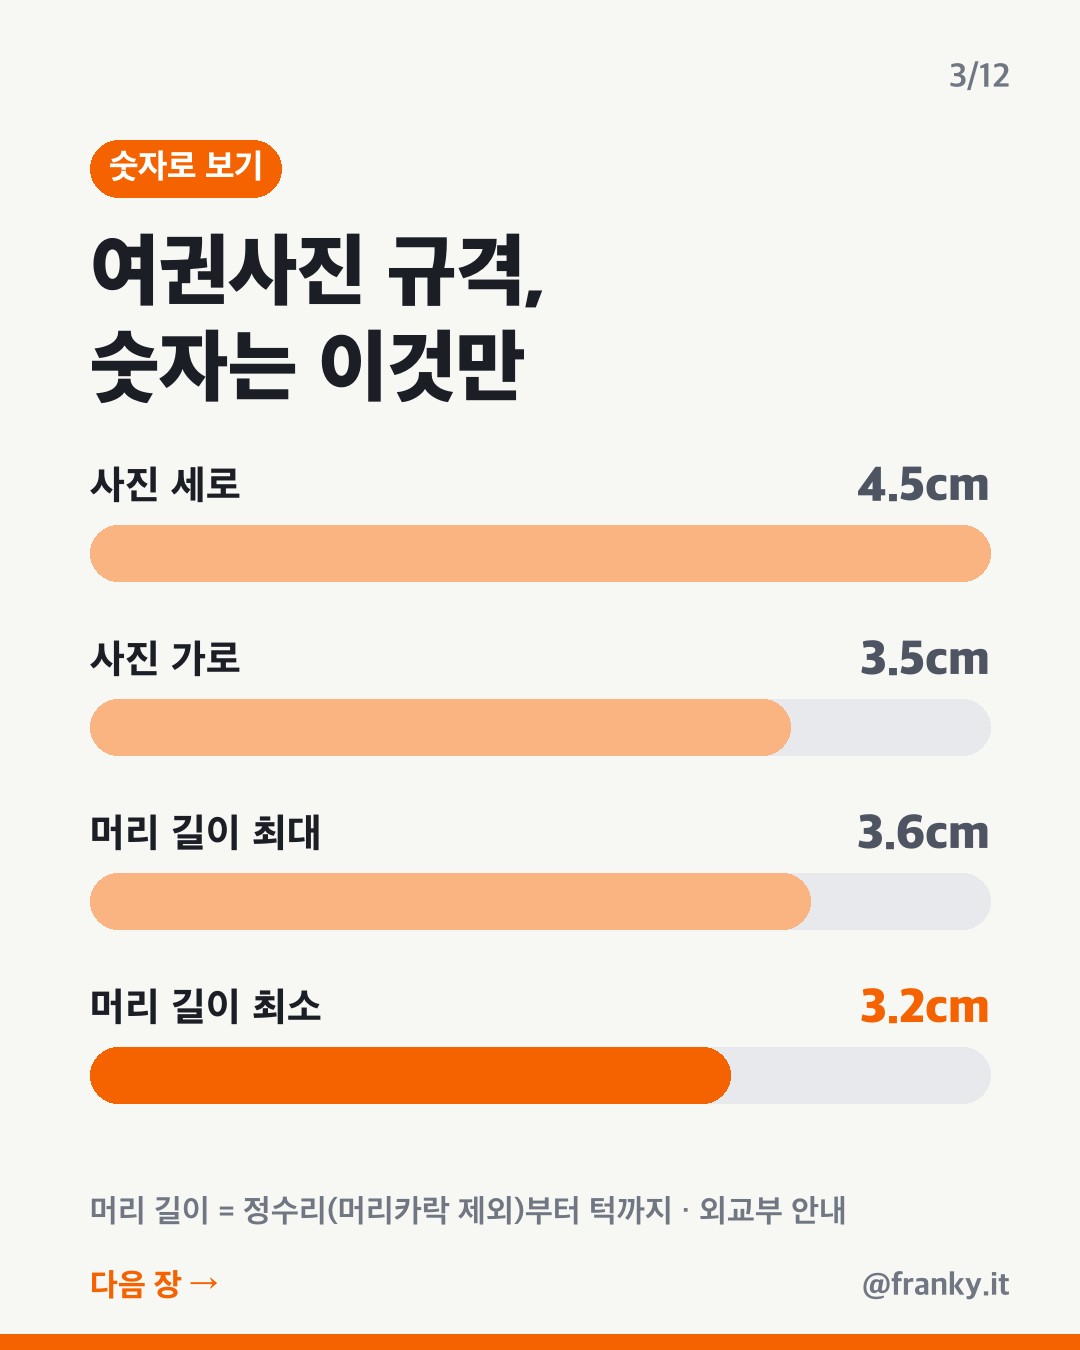 3/12
숫자로 보기
여권사진 규격,
숫자는 이것만
사진 세로 4.5cm
사진 가로 3.5cm
머리 길이 최대 3.6cm
머리 길이 최소 3.2cm
머리 길이 = 정수리(머리카락 제외)부터 턱까지 · 외교부 안내
다음 장 → @franky.it